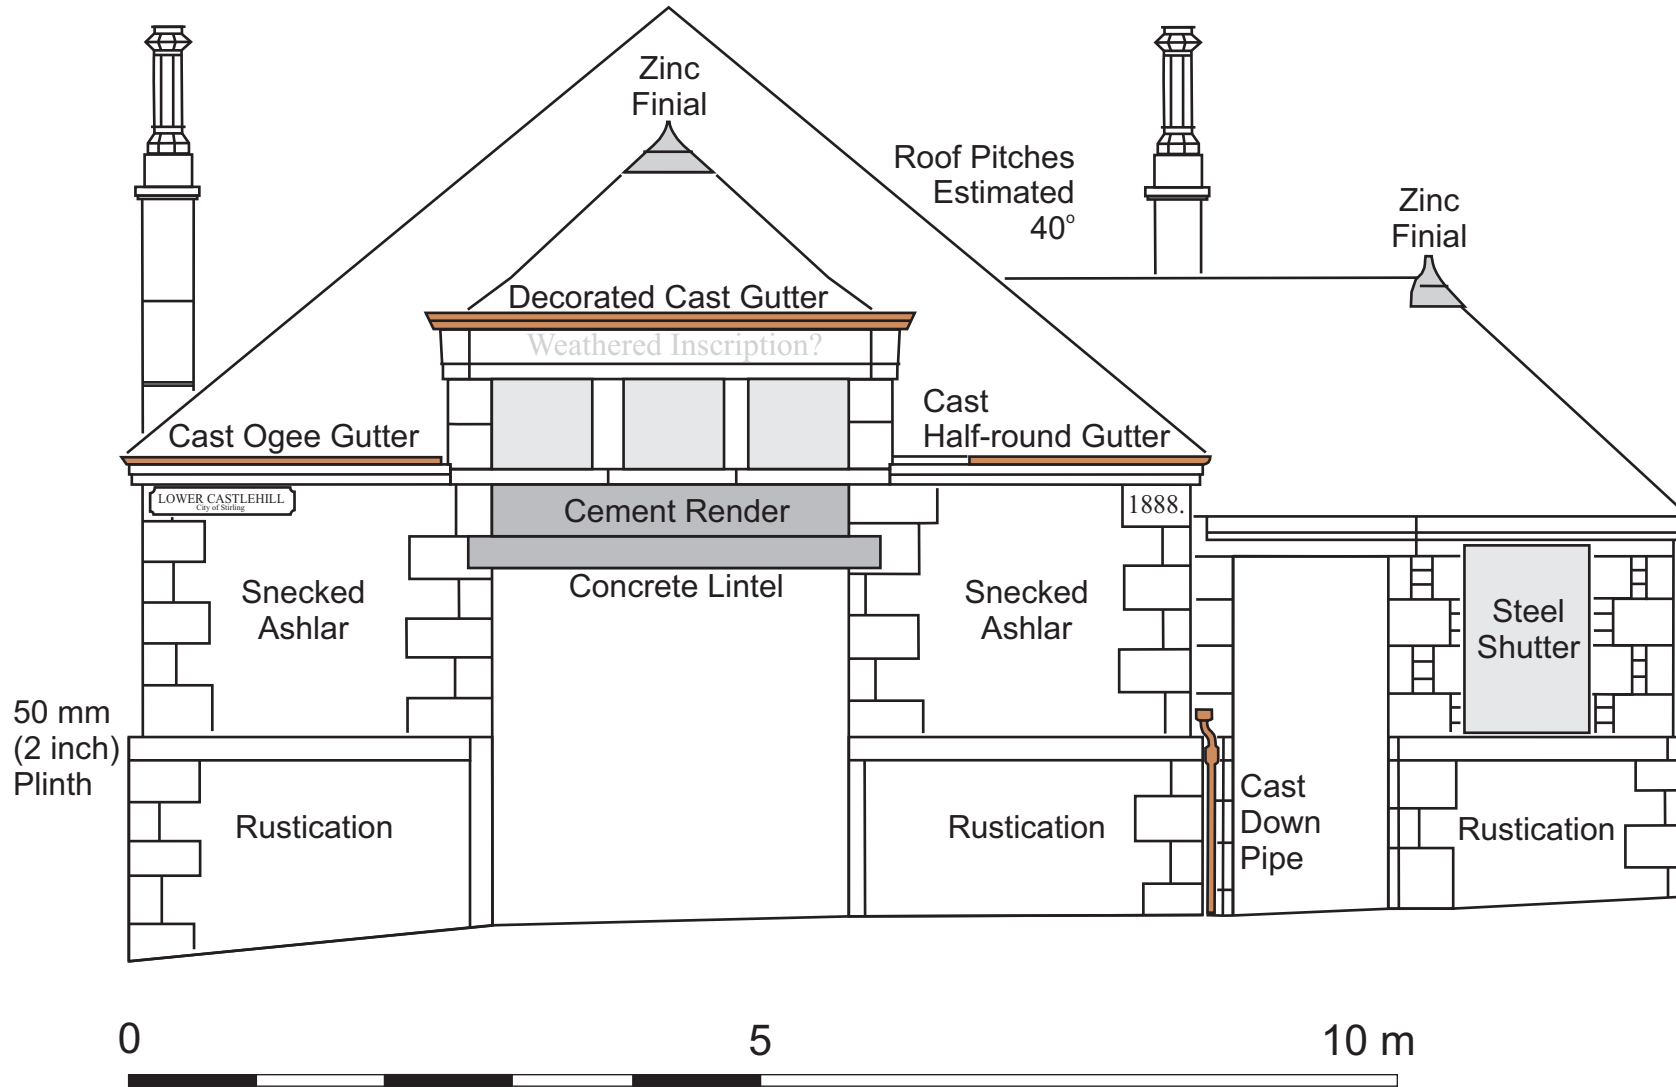 Zinc
Finial
Roof Pitches
Estimated
40°
Zinc
Finial
Decorated Cast Gutter
Weathered Inscription?
Cast
Half-round Gutter
Cast Ogee Gutter
LOWER CASTLEHILL
City of Stirling
1888.
Cement Render
Concrete Lintel
Snecked
Ashlar
Snecked
Ashlar
Steel
Shutter
50 mm
(2 inch)
Plinth
Rustication
Rustication
Cast
Down
Pipe
Rustication
0
5
10 m